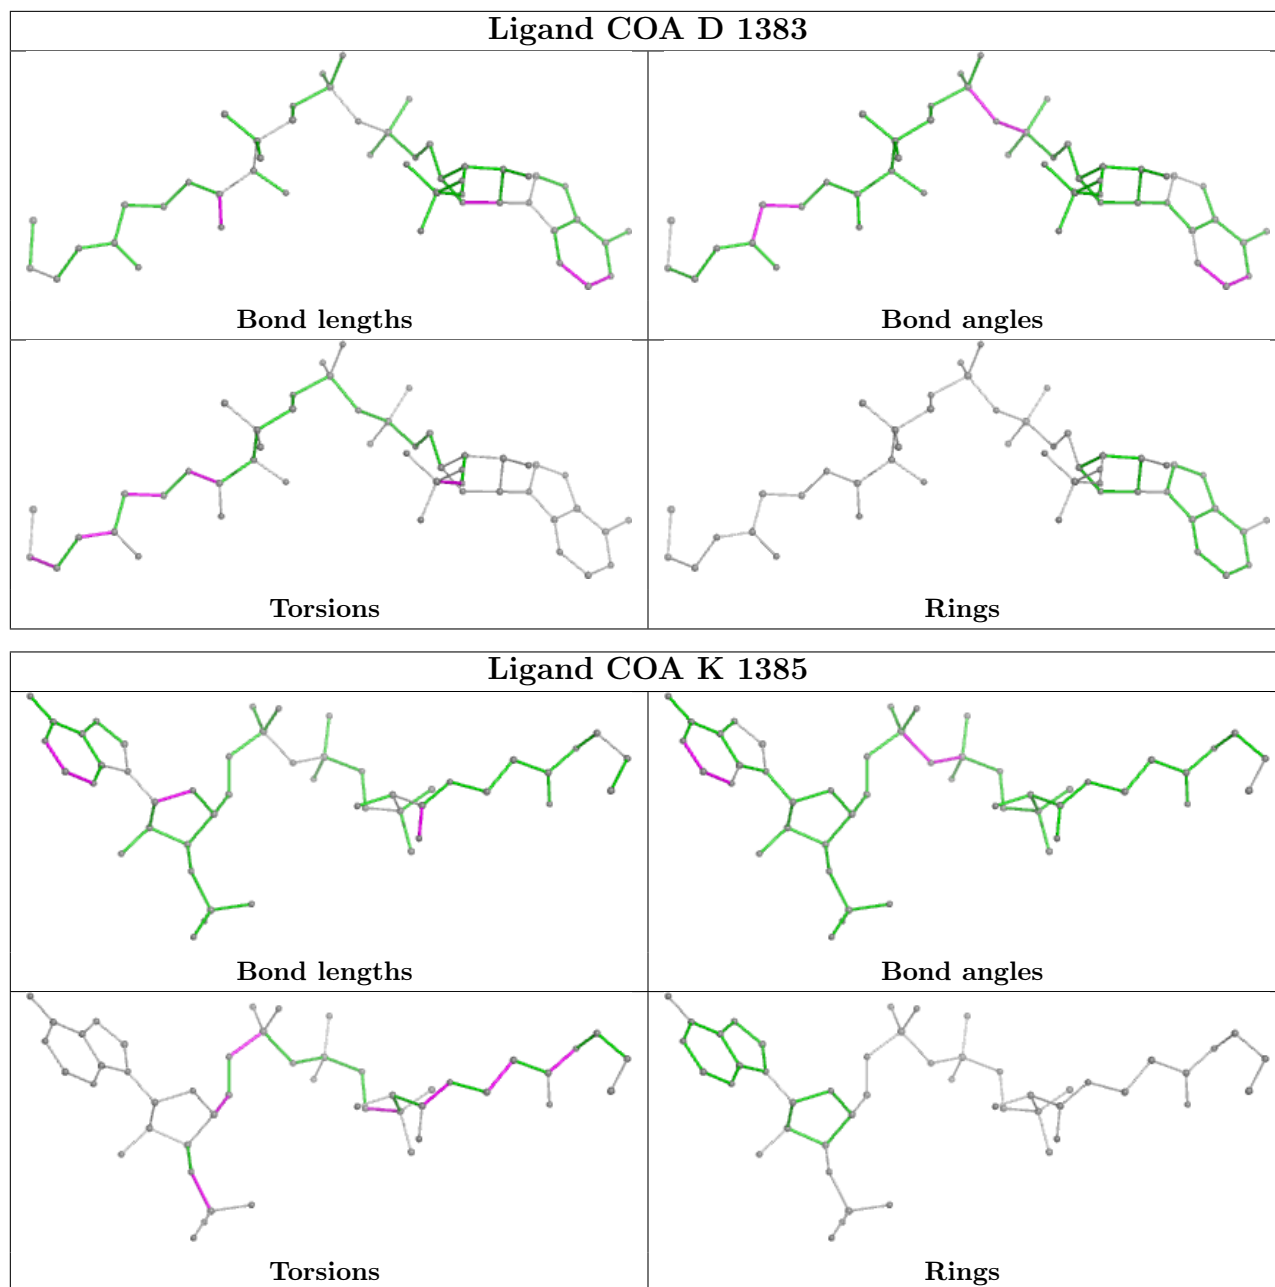 Ligand COA D 1383
Bond lengths
Bond angles
Torsions
Rings
Ligand COA K 1385
Bond lengths
Bond angles
Torsions
Rings